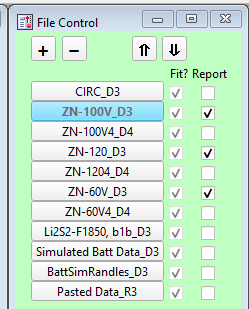 File Control
+ -
Fit? Report
CIRC_D3
ZN-100V_D3
ZN-100V4_D4
ZN-120_D3
ZN-1204_D4
ZN-60V_D3
ZN-60V4_D4
Li2S2-F1850, b1b_D3
Simulated Batt Data_D3
BattSimRandles_D3
Pasted Data_R3